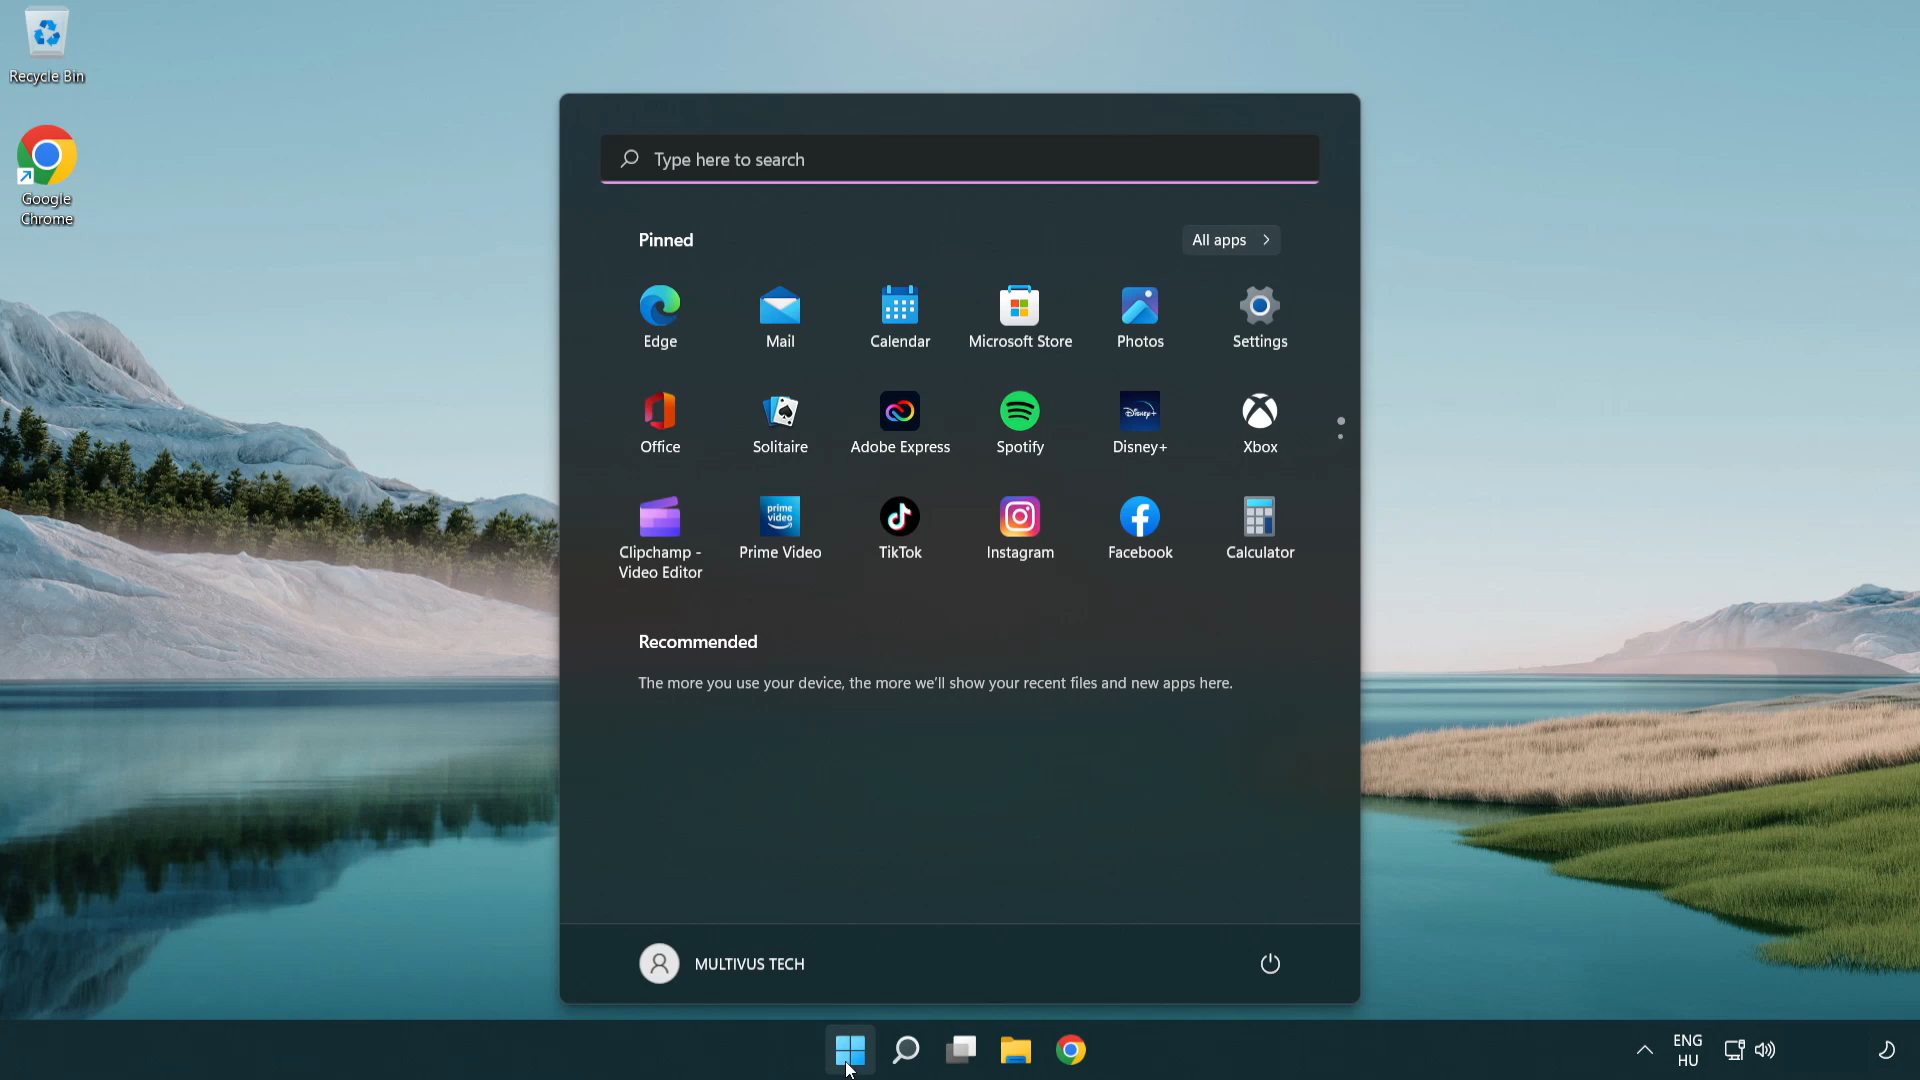 Recycle Bin
Google
Chrome
Type here to search
Pinned
All apps
Edge
Mail
Calendar
Microsoft Store
Photos
Settings
Office
Solitaire
Adobe Express
Spotify
Disney+
Xbox
Clipchamp -
Video Editor
Prime Video
TikTok
Instagram
Facebook
Calculator
Disney+
prime
video
Recommended
The more you use your device, the more we'll show your recent files and new apps here.
MULTIVUS TECH
ENG
HU